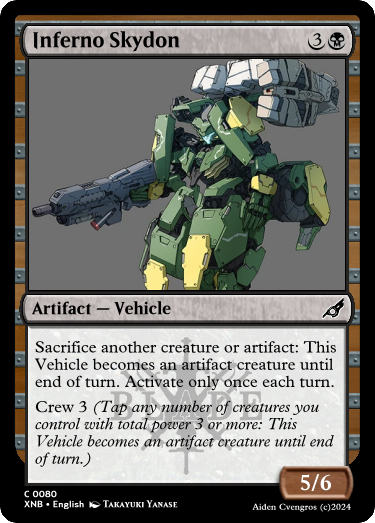 Inferno Skydon
3
Artifact — Vehicle
Sacrifice another creature or artifact: This
Vehicle becomes an artifact creature until
end of turn. Activate only once each turn.
Crew 3 (Tap any number of creatures you
control with total power 3 or more: This
Vehicle becomes an artifact creature until end
of turn.)
BLADE
5/6
C 0080
XNB • English Takayuki Yanase
Aiden Cvengros (c)2024